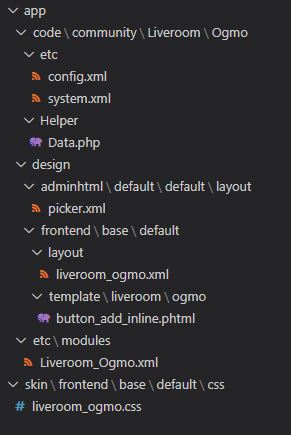 app
code \ community \ Liveroom \ Ogmo
etc
config.xml
system.xml
Helper
Data.php
design
adminhtml \ default \ default \ layout
picker.xml
frontend \ base \ default
layout
liveroom_ogmo.xml
template \ liveroom \ ogmo
button_add_inline.phtml
etc \ modules
Liveroom_Ogmo.xml
skin \ frontend \ base \ default \ css
# liveroom_ogmo.css